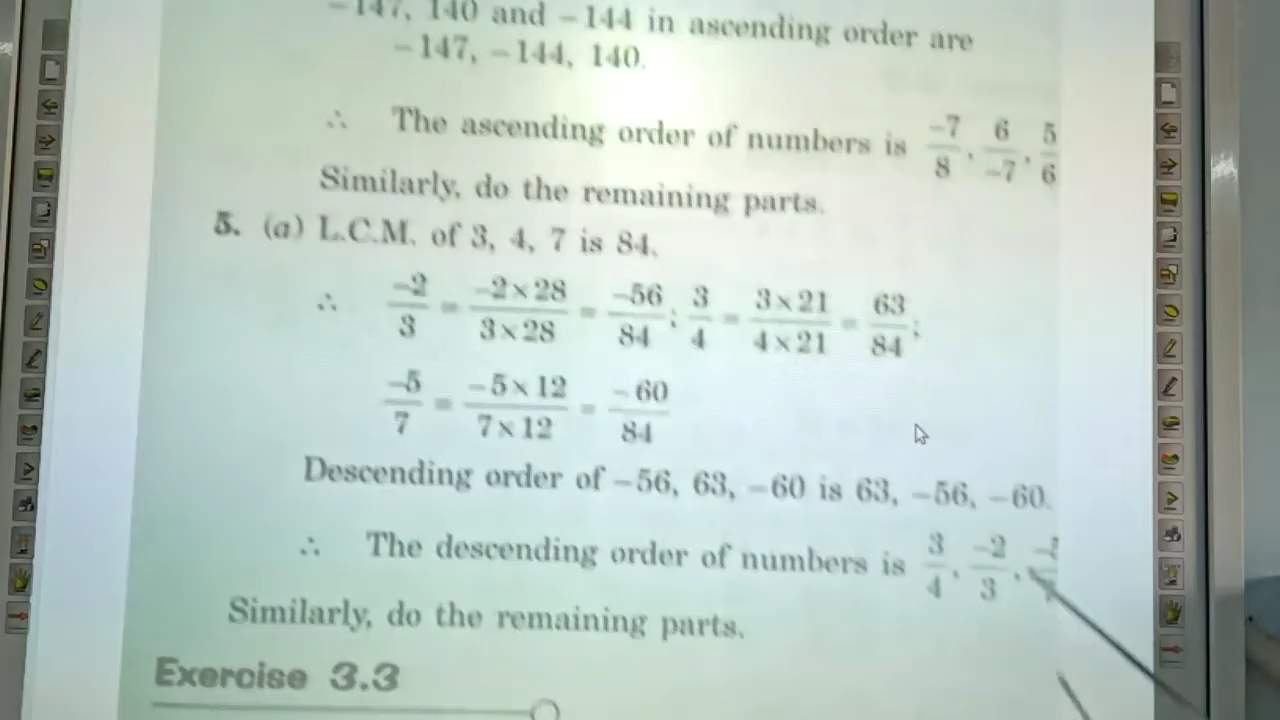 -147, 140 and -144 in ascending order are
-147, -144, 140.
∴ The ascending order of numbers is -7/8, 6/-7, 5/6
Similarly, do the remaining parts.
5. (a) L.C.M. of 3, 4, 7 is 84.
∴ -2/3 = -2×28/3×28 = -56/84; 3/4 = 3×21/4×21 = 63/84;
-5/7 = -5×12/7×12 = -60/84
Descending order of -56, 63, -60 is 63, -56, -60.
∴ The descending order of numbers is 3/4, -2/3,
Similarly, do the remaining parts.
Exercise 3.3